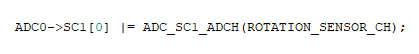 ADC0->SC1[0] |= ADC_SC1_ADCH(ROTATION_SENSOR_CH);